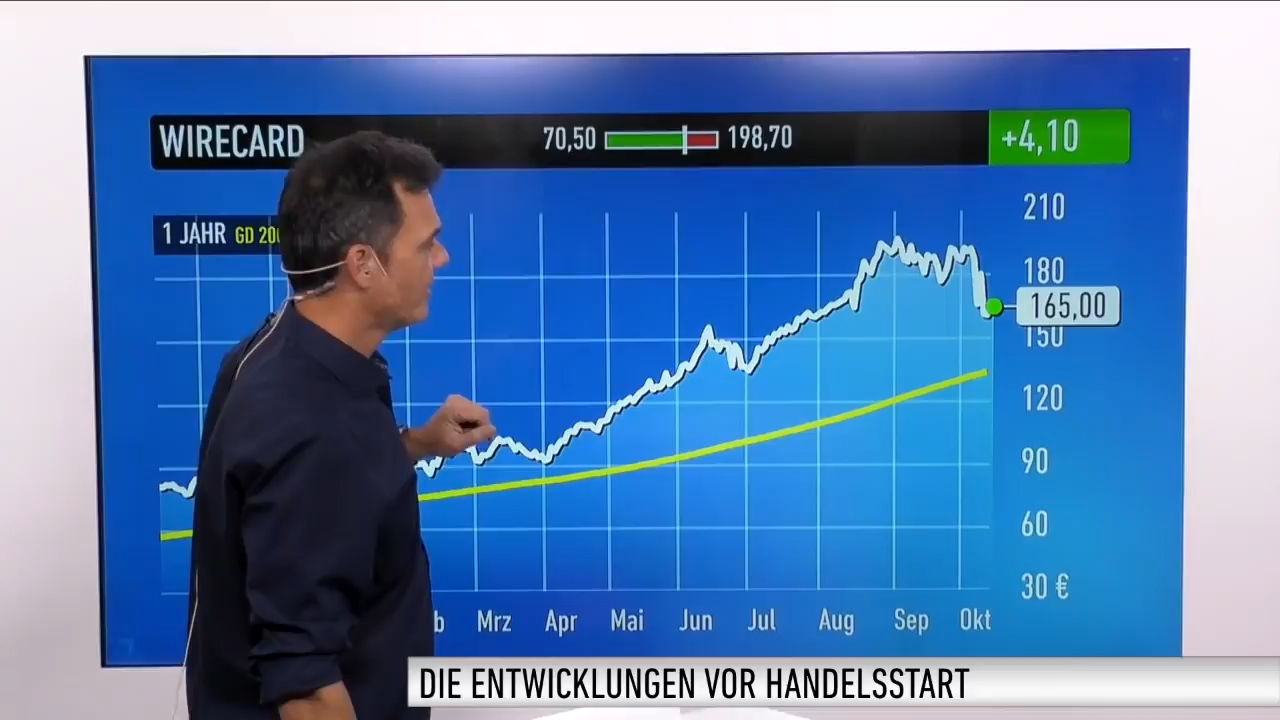 WIRECARD 70,50 198,70 +4,10
1 JAHR GD
210
180
165,00
150
120
90
60
30 €
Mrz Apr Mai Jun Jul Aug Sep Okt
DIE ENTWICKLUNGEN VOR HANDELSSTART